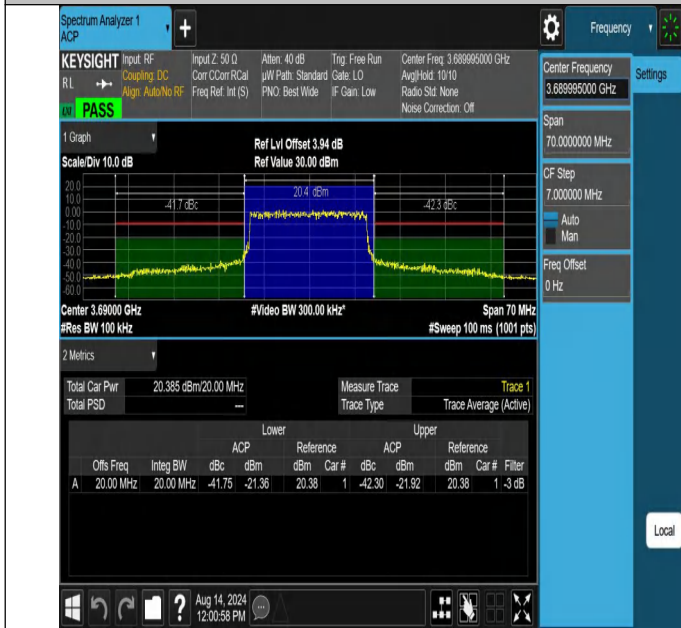 Spectrum Analyzer 1
ACP
Frequency
KEYSIGHT Input: RF Input Z: 50 Ω Atten: 40 dB Trig: Free Run Center Freq: 3.689995000 GHz
RL Coupling: DC Corr CCorr RCal µW Path: Standard Gate: LO Avg|Hold: 10/10
Align: Auto/No RF Freq Ref: Int (S) PNO: Best Wide IF Gain: Low Radio Std: None
PASS Noise Correction: Off
Center Frequency
3.689995000 GHz
Settings
Span
70.0000000 MHz
CF Step
7.000000 MHz
Auto
Man
Freq Offset
0 Hz
1 Graph
Scale/Div 10.0 dB
Ref Lvl Offset 3.94 dB
Ref Value 30.00 dBm
20.0
10.0
0.00
-10.0
-20.0
-30.0
-40.0
-50.0
-60.0
-41.7 dBc
20.4 dBm
-42.3 dBc
Center 3.69000 GHz #Video BW 300.00 kHz* Span 70 MHz
#Res BW 100 kHz #Sweep 100 ms (1001 pts)
2 Metrics
Total Car Pwr 20.385 dBm/20.00 MHz Measure Trace Trace 1
Total PSD --- Trace Type Trace Average (Active)
Lower Upper
ACP Reference ACP Reference
Offs Freq Integ BW dBc dBm dBm Car # dBc dBm dBm Car # Filter
A 20.00 MHz 20.00 MHz -41.75 -21.36 20.38 1 -42.30 -21.92 20.38 1 -3 dB
Local
?
Aug 14, 2024
12:00:58 PM